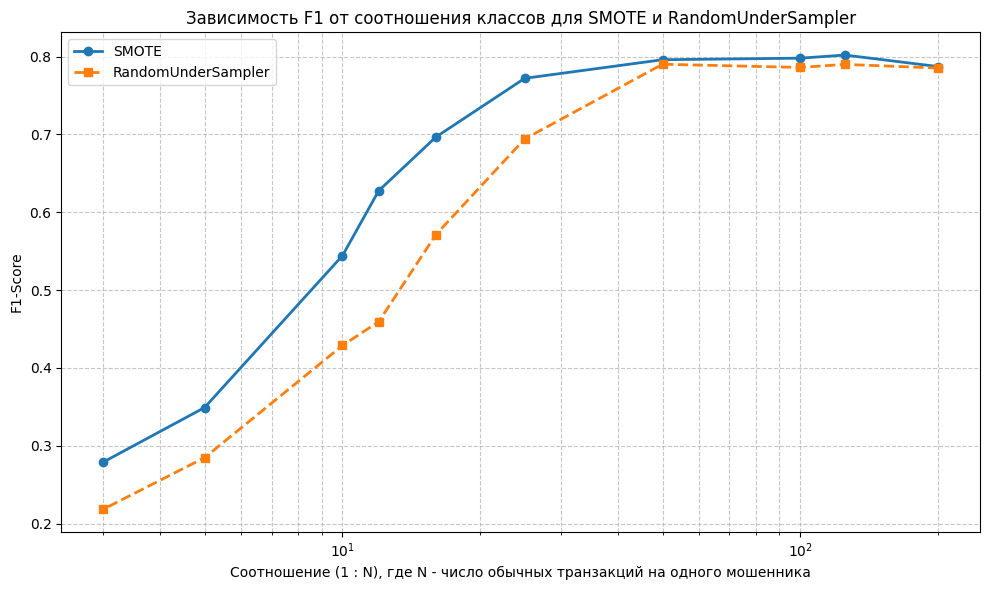 Зависимость F1 от соотношения классов для SMOTE и RandomUnderSampler
SMOTE
RandomUnderSampler
F1-Score
0.8
0.7
0.6
0.5
0.4
0.3
0.2
10¹
10²
Соотношение (1 : N), где N - число обычных транзакций на одного мошенника